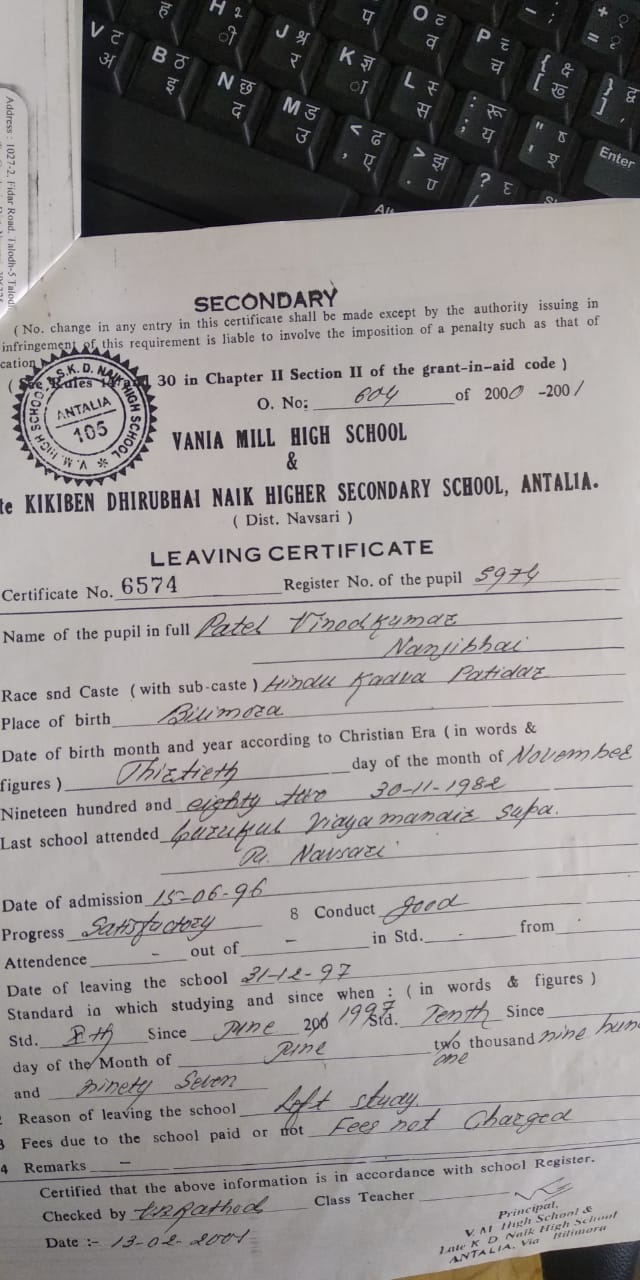 H ह
ी
प
O ट
व
P च
च
- ;
+
= ृ
V ट
अ
B ठ
इ
J श्र
र
N छ
द
K ज्ञ
ा
M ड
उ
L स्
स
< ढ
, ए
: रू
; य
> झ
. प
{ क्ष
[ ख
" ष
' श
}
] ,
Enter
?
Alt
Address : 1027-2, Fidar Road, Talodh-5
SECONDARY
( No. change in any entry in this certificate shall be made except by the authority issuing in
infringement of this requirement is liable to involve the imposition of a penalty such as that of
cation
( See Rules 30 in Chapter II Section II of the grant-in-aid code )
S. K. D. NAIK HIGH SCHOOL
V. M. HIGH SCHOOL
ANTALIA
105
O. No: 604 of 2000 -2001
VANIA MILL HIGH SCHOOL
&
te KIKIBEN DHIRUBHAI NAIK HIGHER SECONDARY SCHOOL, ANTALIA.
( Dist. Navsari )
LEAVING CERTIFICATE
Certificate No. 6574 Register No. of the pupil 5974
Name of the pupil in full Patel Vinodkumar
Nanjibhai
Race snd Caste ( with sub-caste ) Hindu Kadva Patidar
Place of birth Bilimora
Date of birth month and year according to Christian Era ( in words &
figures ) Thirtieth day of the month of November
Nineteen hundred and eighty two 30-11-1982
Last school attended Gurukul Vidyamandir Supa.
Di. Navsari
Date of admission 15-06-96
Progress Satisfactory 8 Conduct good
Attendence - out of - in Std. - from -
Date of leaving the school 31-12-97
Standard in which studying and since when : ( in words & figures )
Std. Xth Since June 200 1997 Std. Tenth Since
day of the Month of June two thousand nine hun
one
and ninety Seven
Reason of leaving the school Left study.
3 Fees due to the school paid or not Fees not Charged
4 Remarks -
Certified that the above information is in accordance with school Register.
Checked by Rathod Class Teacher
Date :- 13-02-2001
Principal,
V. M High School &
Late K D Naik High School
ANTALIA. Via Bilimora